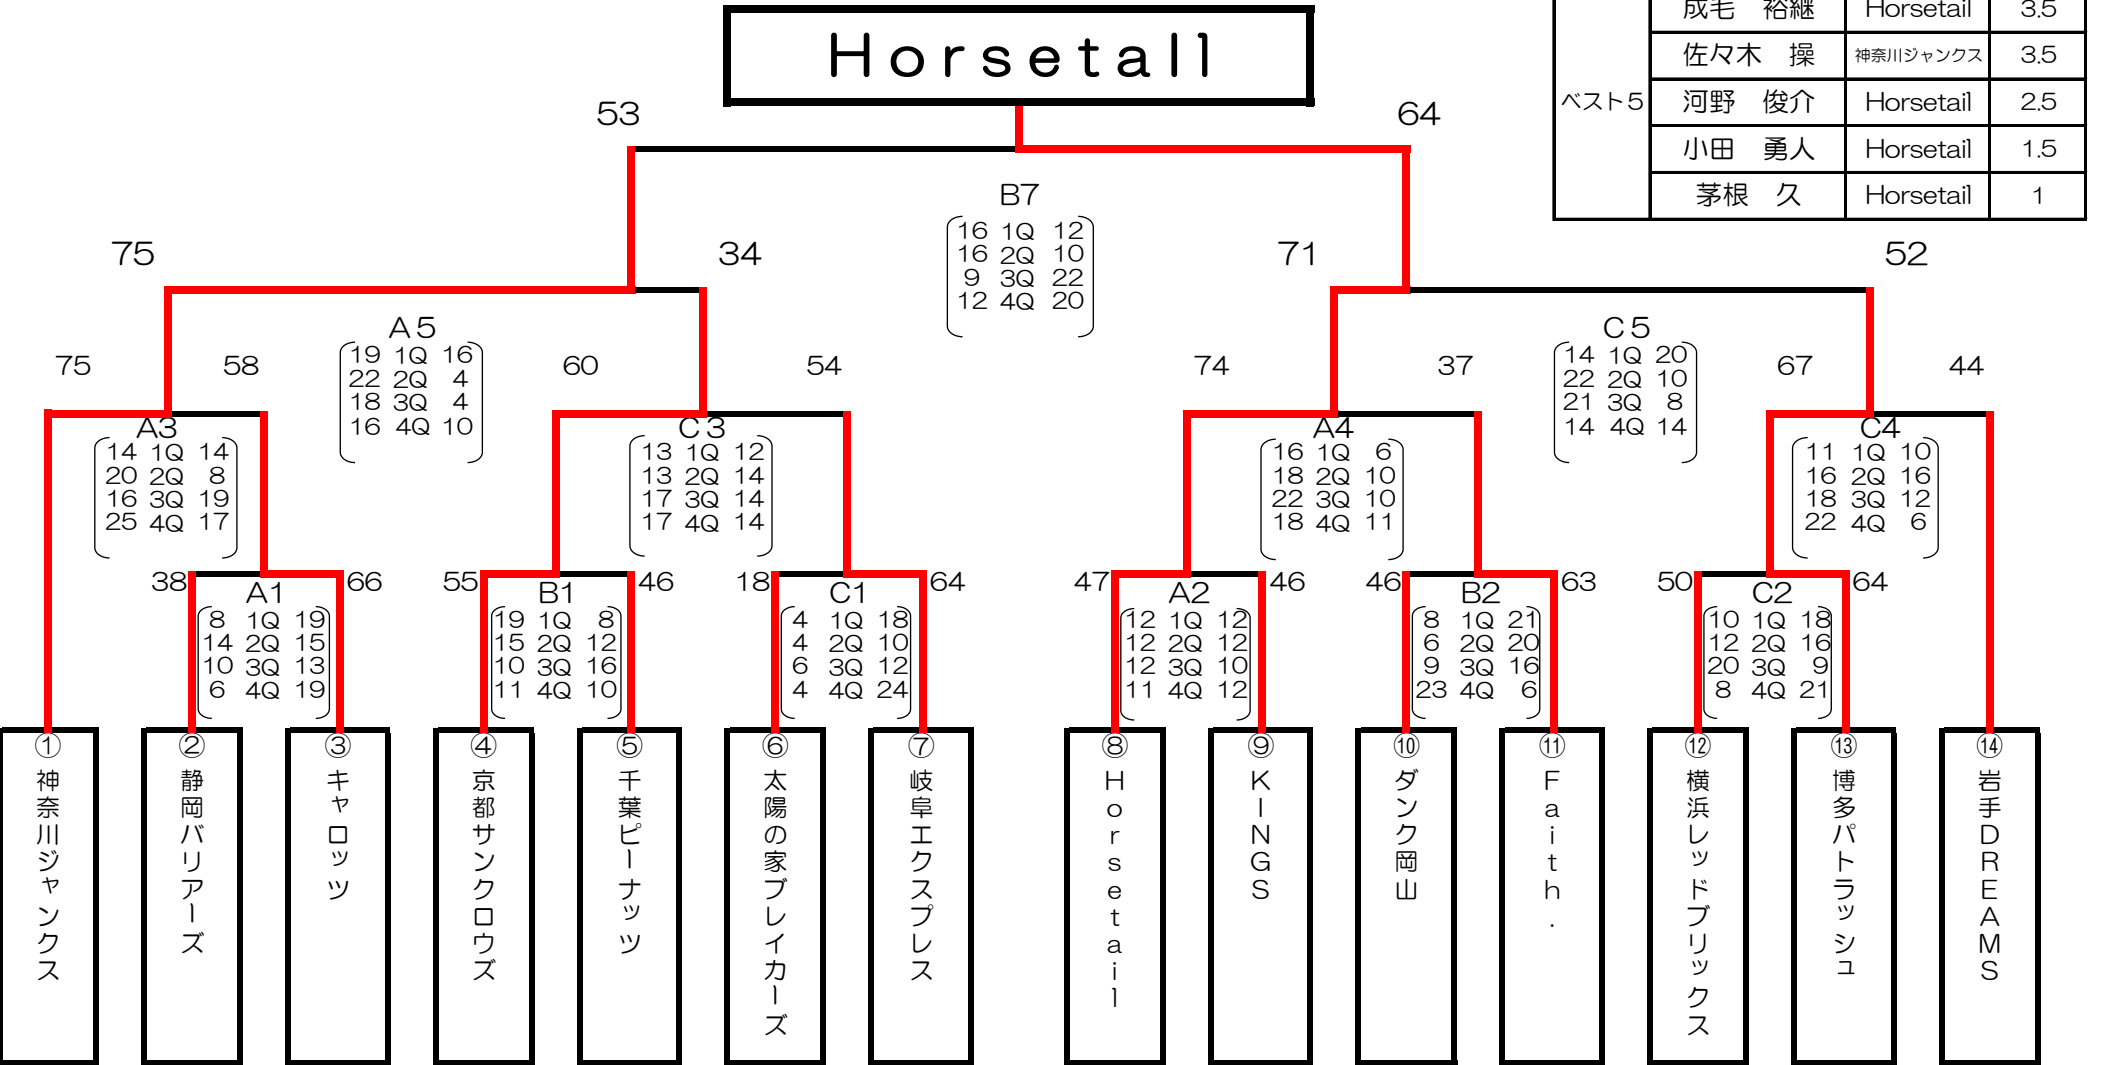 Horsetail
成毛　裕継 Horsetail 3.5
佐々木　操 神奈川ジャンクス 3.5
ベスト5 河野　俊介 Horsetail 2.5
小田　勇人 Horsetail 1.5
茅根　久 Horsetail 1
53 64
B7
16 1Q 12
16 2Q 10
9 3Q 22
12 4Q 20
75 34 71 52
A5
19 1Q 16
22 2Q 4
18 3Q 4
16 4Q 10
C5
14 1Q 20
22 2Q 10
21 3Q 8
14 4Q 14
75 58 60 54 74 37 67 44
A3
14 1Q 14
20 2Q 8
16 3Q 19
25 4Q 17
C3
13 1Q 12
13 2Q 14
17 3Q 14
17 4Q 14
A4
16 1Q 6
18 2Q 10
22 3Q 10
18 4Q 11
C4
11 1Q 10
16 2Q 16
18 3Q 12
22 4Q 6
38 66 55 46 18 64 47 46 46 63 50 64
A1
8 1Q 19
14 2Q 15
10 3Q 13
6 4Q 19
B1
19 1Q 8
15 2Q 12
10 3Q 16
11 4Q 10
C1
4 1Q 18
4 2Q 10
6 3Q 12
4 4Q 24
A2
12 1Q 12
12 2Q 12
12 3Q 10
11 4Q 12
B2
8 1Q 21
6 2Q 20
9 3Q 16
23 4Q 6
C2
10 1Q 18
12 2Q 16
20 3Q 9
8 4Q 21
①神奈川ジャンクス
②静岡バリアーズ
③キャロッツ
④京都サンクロウズ
⑤千葉ピーナッツ
⑥太陽の家ブレイカーズ
⑦岐阜エクスプレス
⑧Horsetail
⑨KINGS
⑩ダンク岡山
⑪Faith.
⑫横浜レッドブリックス
⑬博多パトラッシュ
⑭岩手DREAMS